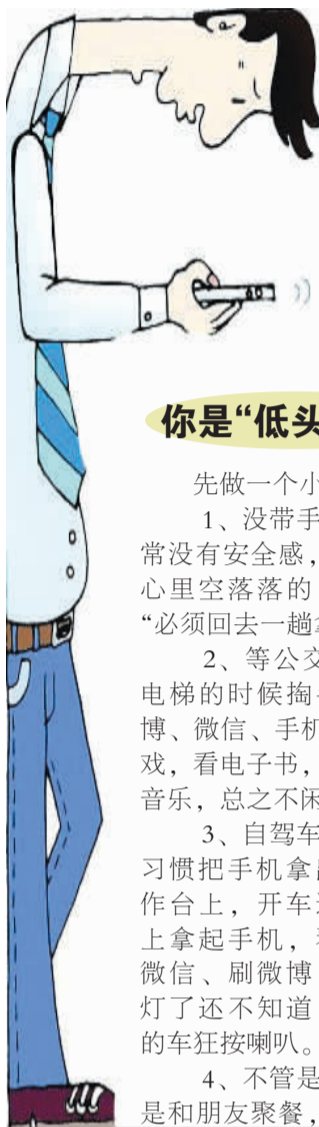 你是“低头
先做一个小
1、没带手
常没有安全感，
心里空落落的
“必须回去一趟
2、等公交
电梯的时候掏
博、微信、手机
戏，看电子书，
音乐，总之不闲
3、自驾车
习惯把手机拿
作台上，开车
上拿起手机，
微信、刷微博
灯了还不知道
的车狂按喇叭。
4、不管是
是和朋友聚餐，